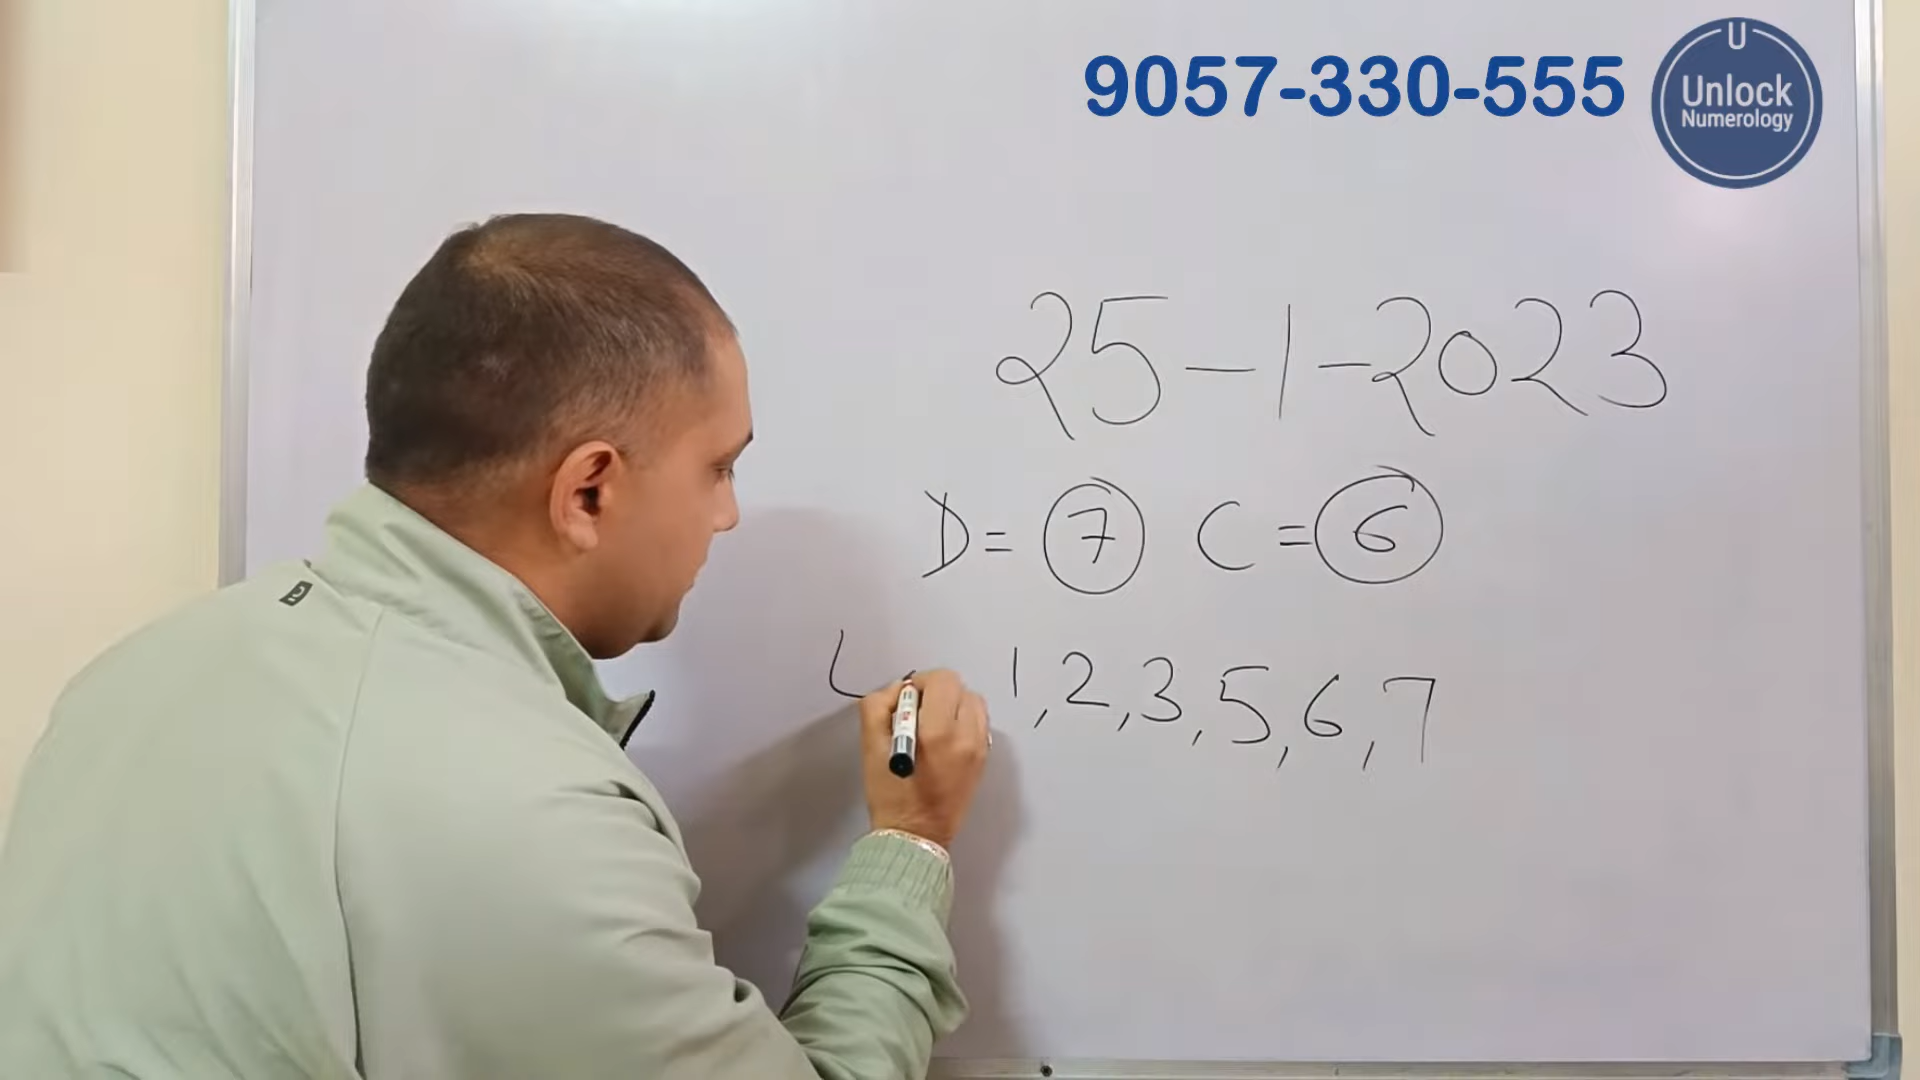 9057-330-555
U
Unlock
Numerology
25-1-2023
D= 7 C=6
L 1,2,3,5,6,7